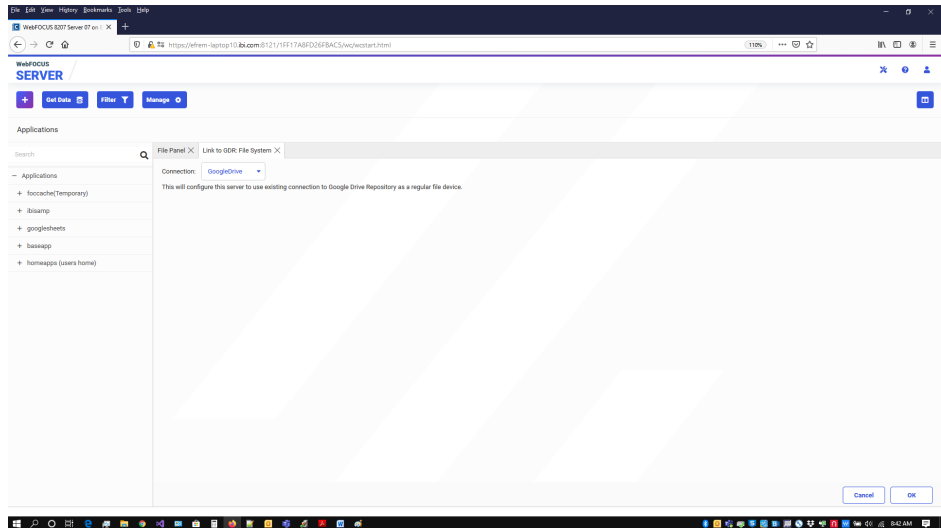 File Edit View History Bookmarks Tools Help
WebFOCUS 8207 Server 07 on
https://efrem-laptop10.ibi.com:8121/1FF17A8FD26FBAC5/wc/wcstart.html
110%
WebFOCUS
SERVER
Get Data
Filter
Manage
Applications
Search
File Panel
Link to GDR: File System
Connection: GoogleDrive
This will configure this server to use existing connection to Google Drive Repository as a regular file device.
− Applications
+ foccache(Temporary)
+ ibisamp
+ googlesheets
+ baseapp
+ homeapps (users home)
Cancel
OK
8:42 AM